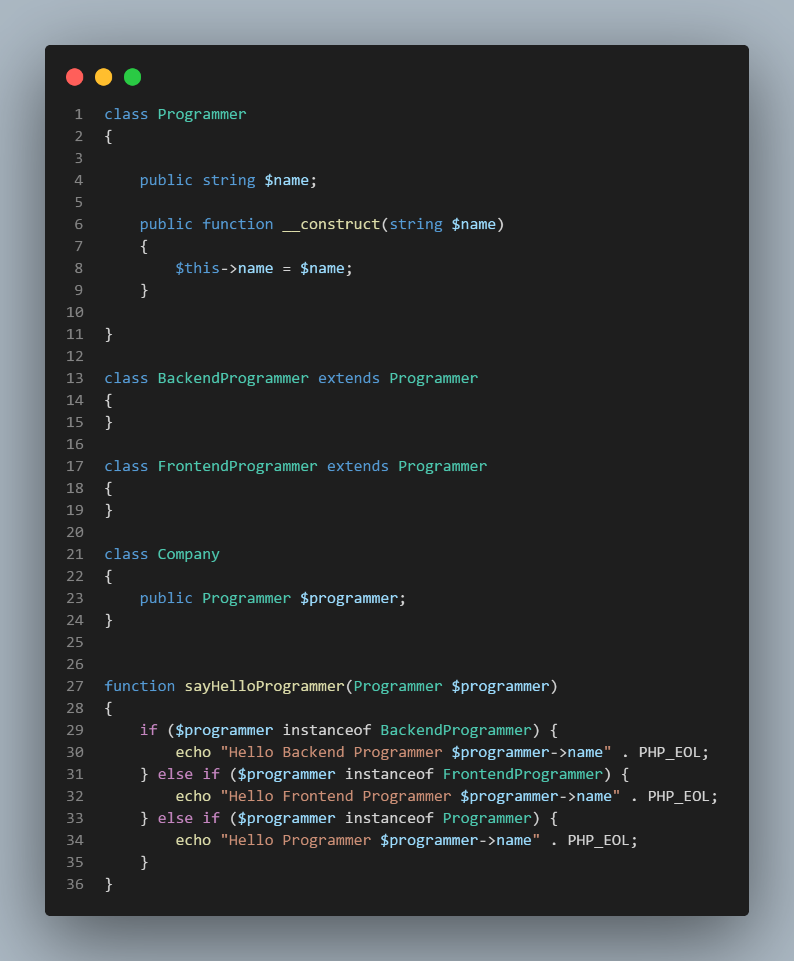 1 class Programmer
2 {
3
4     public string $name;
5
6     public function __construct(string $name)
7     {
8         $this->name = $name;
9     }
10
11 }
12
13 class BackendProgrammer extends Programmer
14 {
15 }
16
17 class FrontendProgrammer extends Programmer
18 {
19 }
20
21 class Company
22 {
23     public Programmer $programmer;
24 }
25
26
27 function sayHelloProgrammer(Programmer $programmer)
28 {
29     if ($programmer instanceof BackendProgrammer) {
30         echo "Hello Backend Programmer $programmer->name" . PHP_EOL;
31     } else if ($programmer instanceof FrontendProgrammer) {
32         echo "Hello Frontend Programmer $programmer->name" . PHP_EOL;
33     } else if ($programmer instanceof Programmer) {
34         echo "Hello Programmer $programmer->name" . PHP_EOL;
35     }
36 }